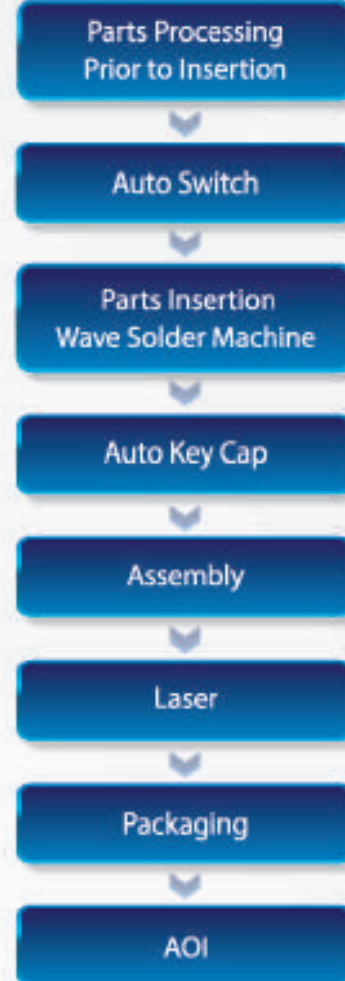 Parts Processing
Prior to Insertion
Auto Switch
Parts Insertion
Wave Solder Machine
Auto Key Cap
Assembly
Laser
Packaging
AOI